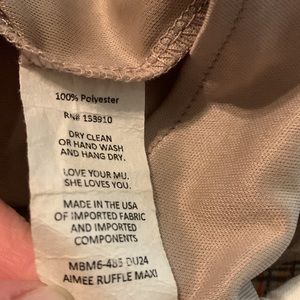 100% Polyester
RN# 153910
DRY CLEAN
OR HAND WASH
AND HANG DRY.
LOVE YOUR MU.
SHE LOVES YOU.
MADE IN THE USA
OF IMPORTED FABRIC
AND IMPORTED
COMPONENTS
MBM6-485 DU24
AIMEE RUFFLE MAXI